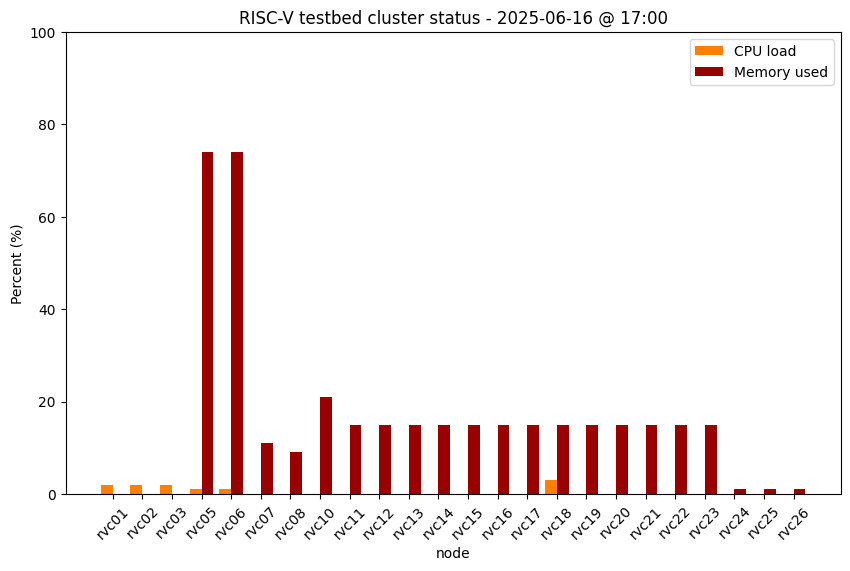 RISC-V testbed cluster status - 2025-06-16 @ 17:00
CPU load
Memory used
Percent (%)
100
80
60
40
20
0
rvc01 rvc02 rvc03 rvc05 rvc06 rvc07 rvc08 rvc10 rvc11 rvc12 rvc13 rvc14 rvc15 rvc16 rvc17 rvc18 rvc19 rvc20 rvc21 rvc22 rvc23 rvc24 rvc25 rvc26
node